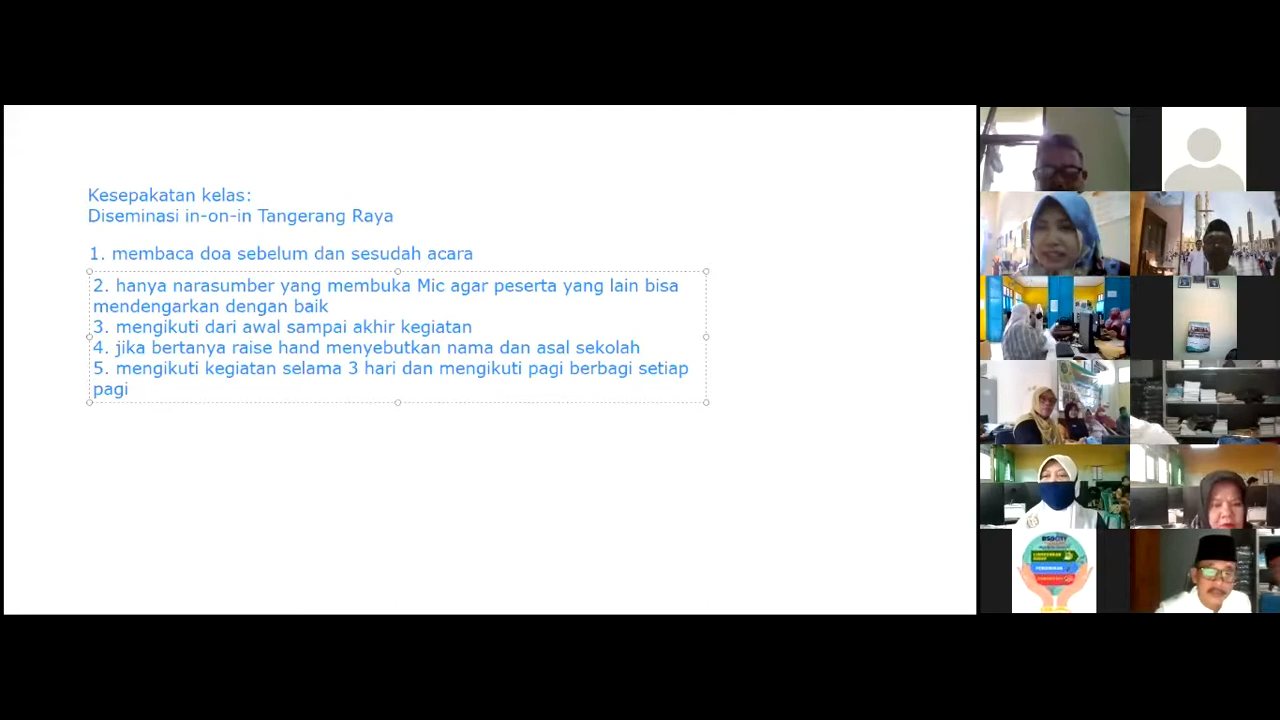 Kesepakatan kelas:
Diseminasi in-on-in Tangerang Raya
1. membaca doa sebelum dan sesudah acara
2. hanya narasumber yang membuka Mic agar peserta yang lain bisa
mendengarkan dengan baik
3. mengikuti dari awal sampai akhir kegiatan
4. jika bertanya raise hand menyebutkan nama dan asal sekolah
5. mengikuti kegiatan selama 3 hari dan mengikuti pagi berbagi setiap
pagi